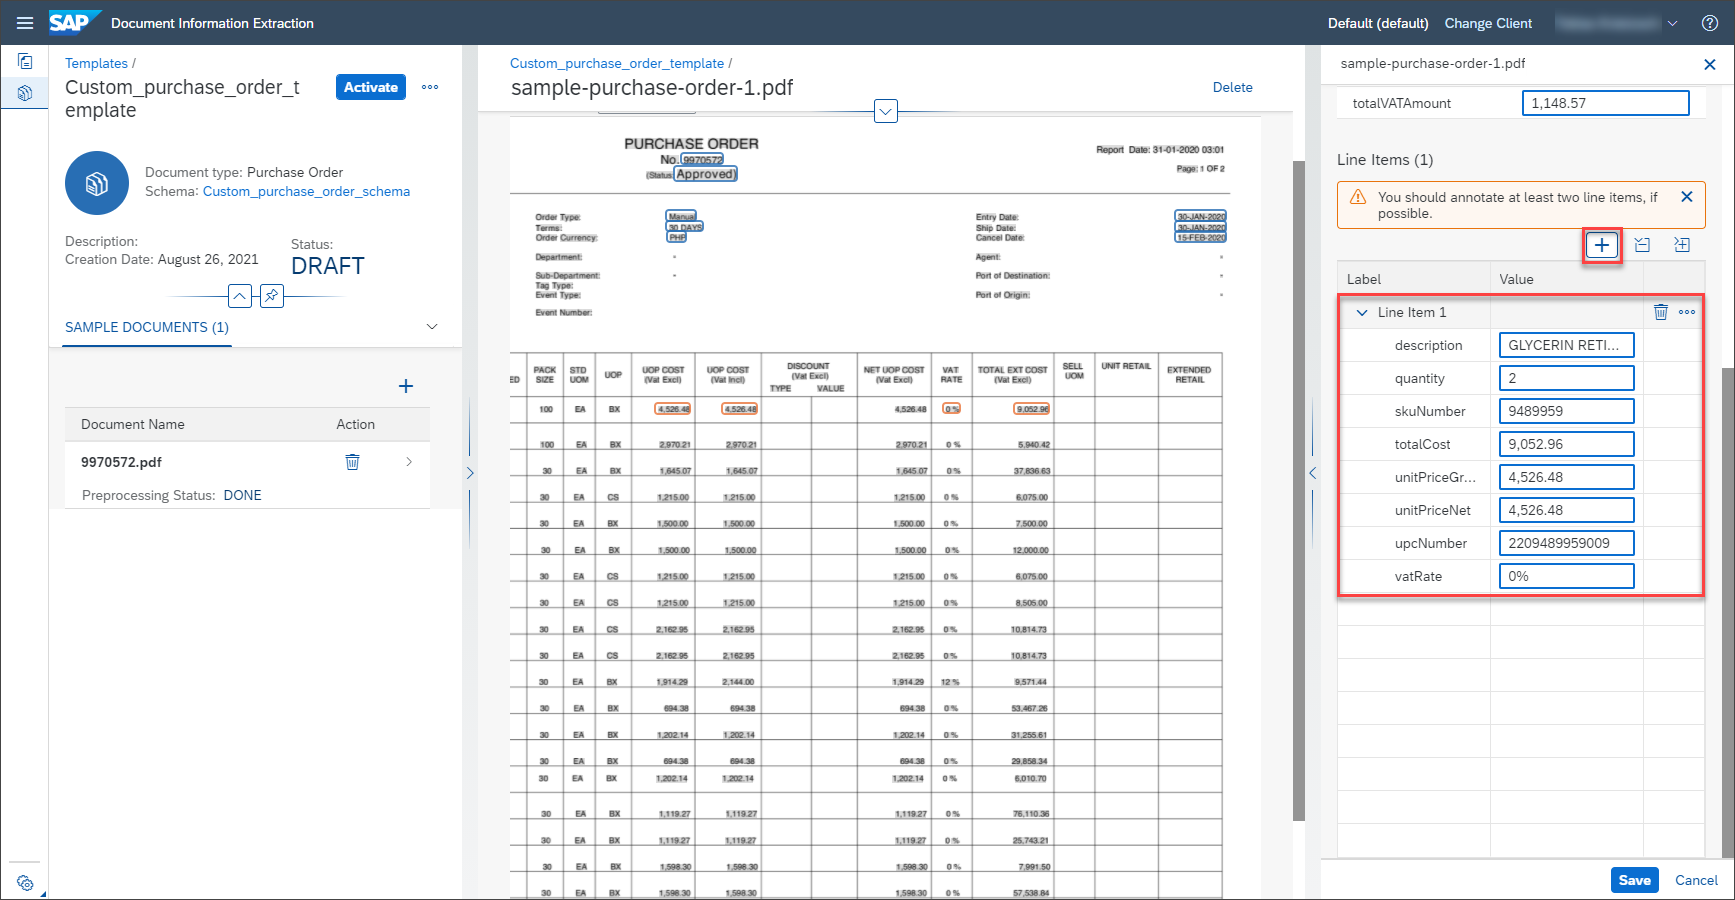 SAP Document Information Extraction
Default (default) Change Client
Templates /
Custom_purchase_order_t
emplate
Activate
Document type: Purchase Order
Schema: Custom_purchase_order_schema
Description:
Creation Date: August 26, 2021
Status:
DRAFT
SAMPLE DOCUMENTS (1)
Document Name Action
9970572.pdf
Preprocessing Status: DONE
Custom_purchase_order_template /
sample-purchase-order-1.pdf
Delete
PURCHASE ORDER
No. 9970572
(Status: Approved)
Report Date: 31-01-2020 03:01
Page: 1 OF 2
Order Type: Manual
Terms: 30 DAYS
Order Currency: PHP
Department: -
Sub-Department: -
Tag Type:
Event Type:
Event Number:
Entry Date: 30-JAN-2020
Ship Date: 30-JAN-2020
Cancel Date: 15-FEB-2020
Agent: -
Port of Destination: -
Port of Origin: -
ED PACK SIZE STD UOM UOP UOP COST (Vat Excl) UOP COST (Vat Incl) DISCOUNT (Vat Excl) TYPE VALUE NET UOP COST (Vat Excl) VAT RATE TOTAL EXT COST (Vat Excl) SELL UOM UNIT RETAIL EXTENDED RETAIL
100 EA BX 4,526.48 4,526.48 4,526.48 0 % 9,052.96
100 EA BX 2,970.21 2,970.21 2,970.21 0 % 5,940.42
30 EA BX 1,645.07 1,645.07 1,645.07 0 % 37,836.63
30 EA CS 1,215.00 1,215.00 1,215.00 0 % 6,075.00
30 EA BX 1,500.00 1,500.00 1,500.00 0 % 7,500.00
30 EA BX 1,500.00 1,500.00 1,500.00 0 % 12,000.00
30 EA CS 1,215.00 1,215.00 1,215.00 0 % 6,075.00
30 EA CS 1,215.00 1,215.00 1,215.00 0 % 8,505.00
30 EA CS 2,162.95 2,162.95 2,162.95 0 % 10,814.73
30 EA CS 2,162.95 2,162.95 2,162.95 0 % 10,814.73
30 EA BX 1,914.29 2,144.00 1,914.29 12 % 9,571.44
30 EA BX 694.38 694.38 694.38 0 % 53,467.26
30 EA BX 1,202.14 1,202.14 1,202.14 0 % 31,255.61
30 EA BX 694.38 694.38 694.38 0 % 29,858.34
30 EA BX 1,202.14 1,202.14 1,202.14 0 % 6,010.70
30 EA BX 1,119.27 1,119.27 1,119.27 0 % 76,110.36
30 EA BX 1,119.27 1,119.27 1,119.27 0 % 25,743.21
30 EA BX 1,598.30 1,598.30 1,598.30 0 % 7,991.50
30 EA BX 1,598.30 1,598.30 1,598.30 0 % 57,538.84
sample-purchase-order-1.pdf
totalVATAmount 1,148.57
Line Items (1)
You should annotate at least two line items, if
possible.
Label Value
Line Item 1
description GLYCERIN RETI...
quantity 2
skuNumber 9489959
totalCost 9,052.96
unitPriceGr... 4,526.48
unitPriceNet 4,526.48
upcNumber 2209489959009
vatRate 0%
Save Cancel